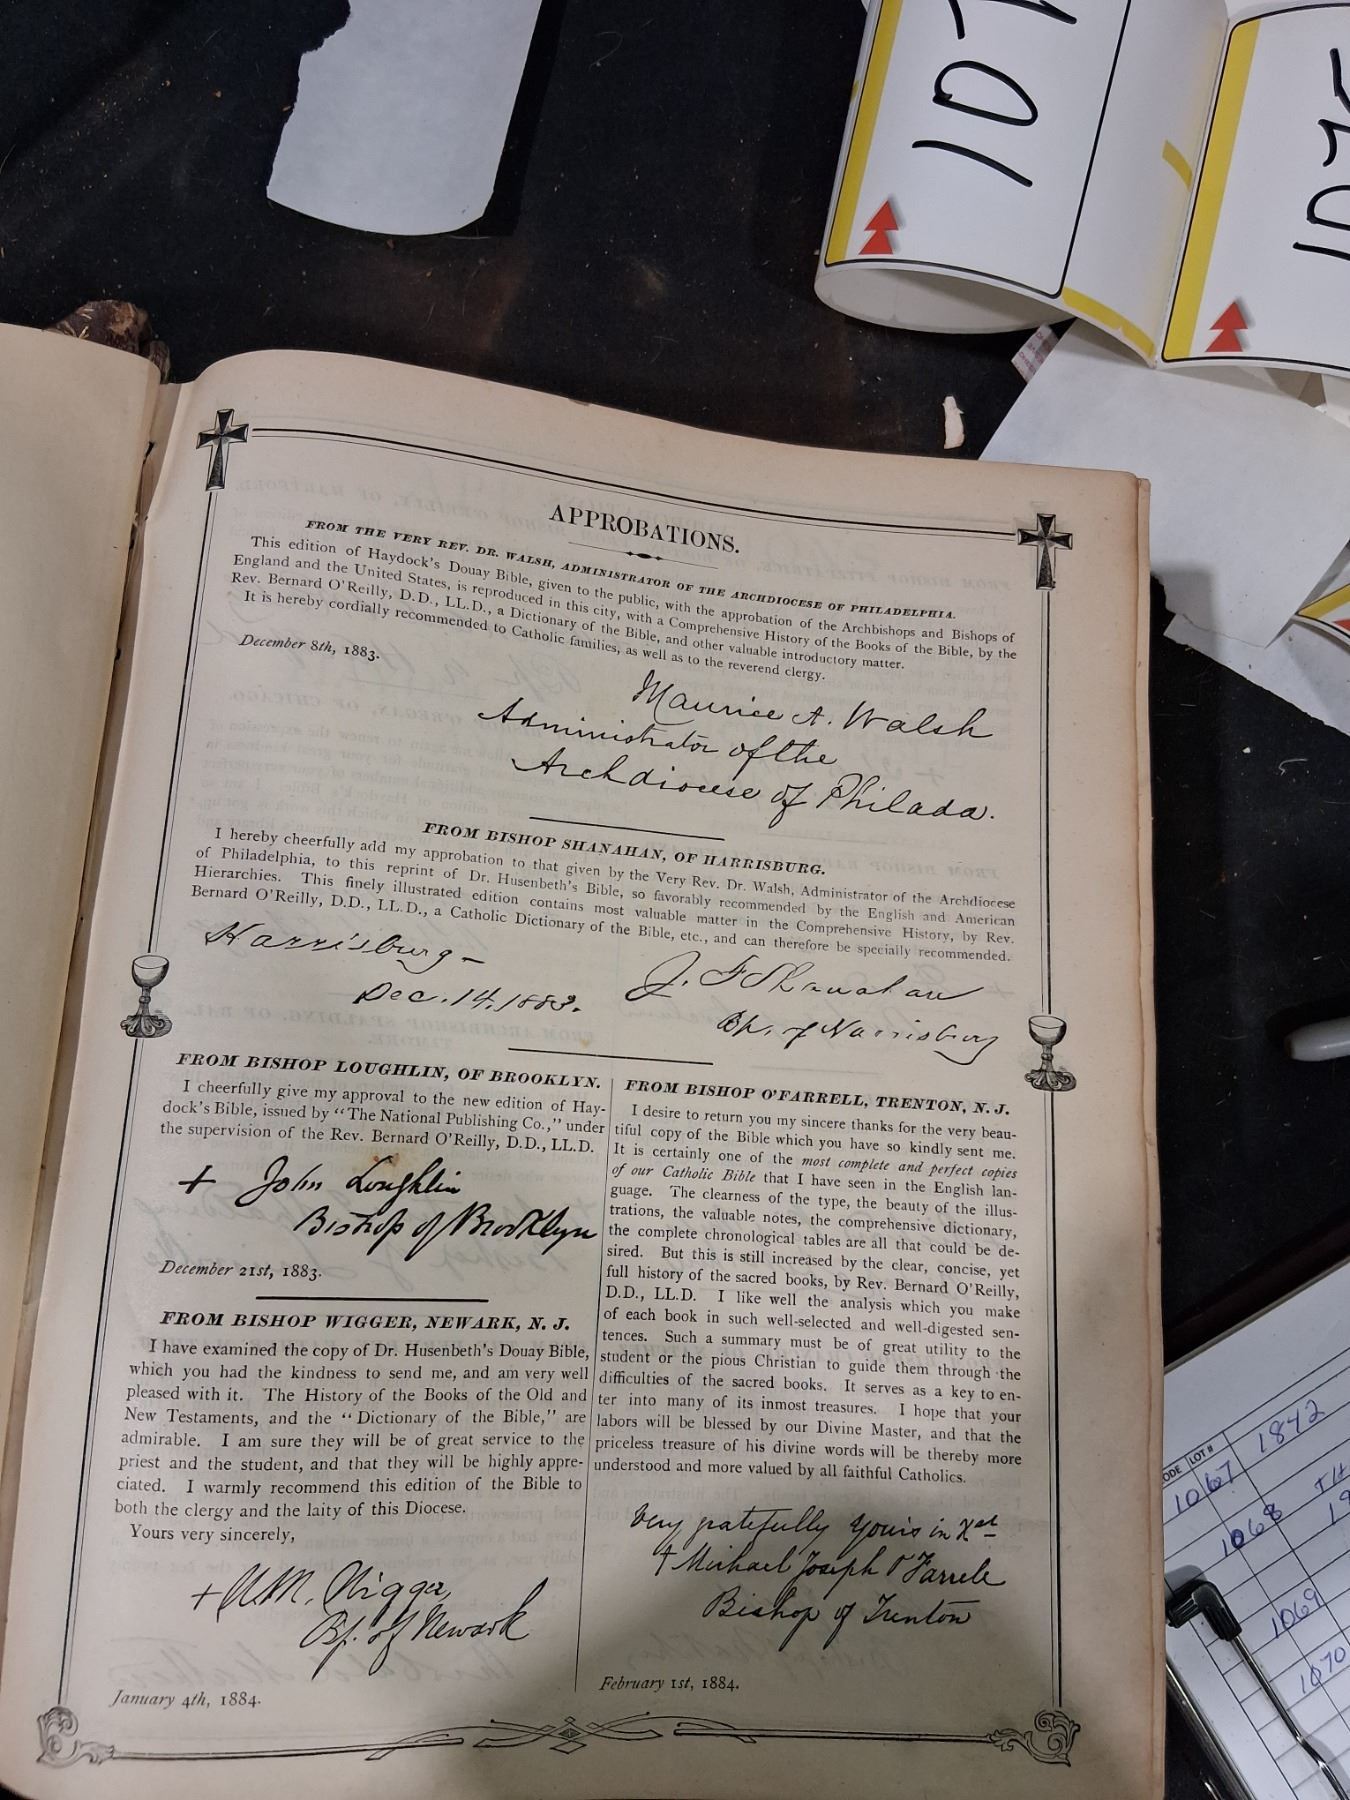 107
107
APPROBATIONS.
FROM THE VERY REV. DR. WALSH, ADMINISTRATOR OF THE ARCHDIOCESE OF PHILADELPHIA.
This edition of Haydock's Douay Bible, given to the public, with the approbation of the Archbishops and Bishops of
England and the United States, is reproduced in this city, with a Comprehensive History of the Books of the Bible, by the
Rev. Bernard O'Reilly, D.D., LL.D., a Dictionary of the Bible, and other valuable introductory matter.
It is hereby cordially recommended to Catholic families, as well as to the reverend clergy.
December 8th, 1883.
Maurice A. Walsh
Administrator of the
Archdiocese of Philada.
FROM BISHOP SHANAHAN, OF HARRISBURG.
I hereby cheerfully add my approbation to that given by the Very Rev. Dr. Walsh, Administrator of the Archdiocese
of Philadelphia, to this reprint of Dr. Husenbeth's Bible, so favorably recommended by the English and American
Hierarchies. This finely illustrated edition contains most valuable matter in the Comprehensive History, by Rev.
Bernard O'Reilly, D.D., LL.D., a Catholic Dictionary of the Bible, etc., and can therefore be specially recommended.
Harrisburg-
Dec. 14. 1883.
J. F Shanahan
Bp. of Harrisburg
FROM BISHOP LOUGHLIN, OF BROOKLYN.
I cheerfully give my approval to the new edition of Hay-
dock's Bible, issued by "The National Publishing Co.," under
the supervision of the Rev. Bernard O'Reilly, D.D., LL.D.
+ John Loughlin
Bishop of Brooklyn
December 21st, 1883.
FROM BISHOP WIGGER, NEWARK, N. J.
I have examined the copy of Dr. Husenbeth's Douay Bible,
which you had the kindness to send me, and am very well
pleased with it. The History of the Books of the Old and
New Testaments, and the "Dictionary of the Bible," are
admirable. I am sure they will be of great service to the
priest and the student, and that they will be highly appre-
ciated. I warmly recommend this edition of the Bible to
both the clergy and the laity of this Diocese.
Yours very sincerely,
+ W.M. Wigger
Bp. of Newark
January 4th, 1884.
FROM BISHOP O'FARRELL, TRENTON, N. J.
I desire to return you my sincere thanks for the very beau-
tiful copy of the Bible which you have so kindly sent me.
It is certainly one of the most complete and perfect copies
of our Catholic Bible that I have seen in the English lan-
guage. The clearness of the type, the beauty of the illus-
trations, the valuable notes, the comprehensive dictionary,
the complete chronological tables are all that could be de-
sired. But this is still increased by the clear, concise, yet
full history of the sacred books, by Rev. Bernard O'Reilly,
D.D., LL.D. I like well the analysis which you make
of each book in such well-selected and well-digested sen-
tences. Such a summary must be of great utility to the
student or the pious Christian to guide them through the
difficulties of the sacred books. It serves as a key to en-
ter into many of its inmost treasures. I hope that your
labors will be blessed by our Divine Master, and that the
priceless treasure of his divine words will be thereby more
understood and more valued by all faithful Catholics.
Very gratefully yours in Xst
+ Michael Joseph O'Farrell
Bishop of Trenton
February 1st, 1884.
ODE LOT #
1067 1842
1068
1069
1070